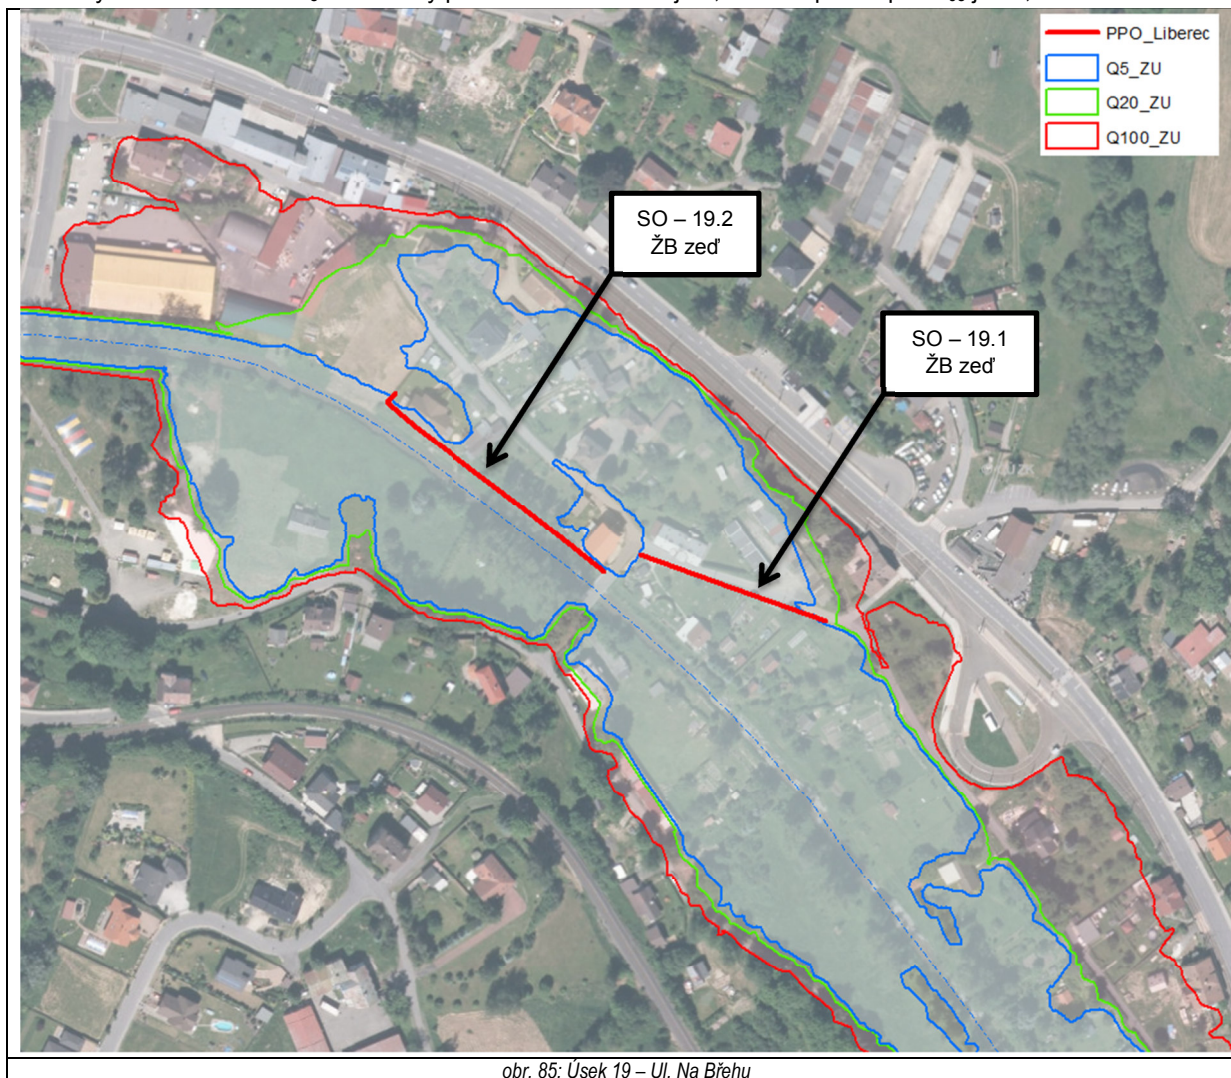 PPO_Liberec
Q5_ZU
Q20_ZU
Q100_ZU
SO – 19.2
ŽB zeď
SO – 19.1
ŽB zeď
obr. 85: Úsek 19 – Ul. Na Břehu